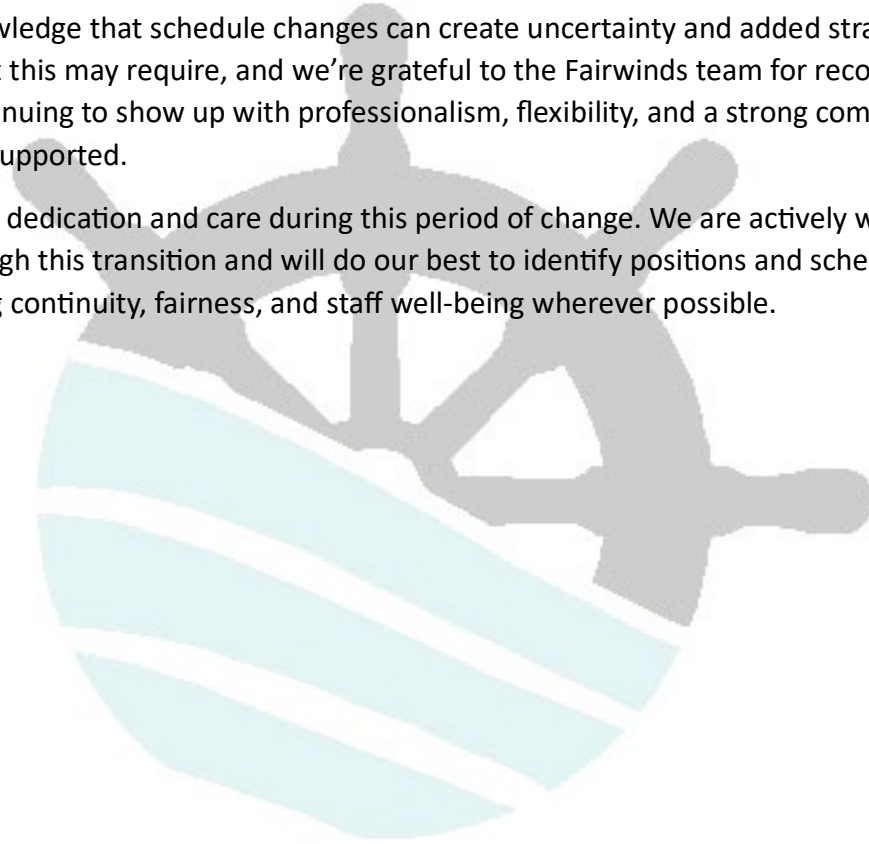 wledge that schedule changes can create uncertainty and added stra
t this may require, and we’re grateful to the Fairwinds team for reco
nuing to show up with professionalism, flexibility, and a strong com
upported.
dedication and care during this period of change. We are actively w
gh this transition and will do our best to identify positions and sche
g continuity, fairness, and staff well-being wherever possible.